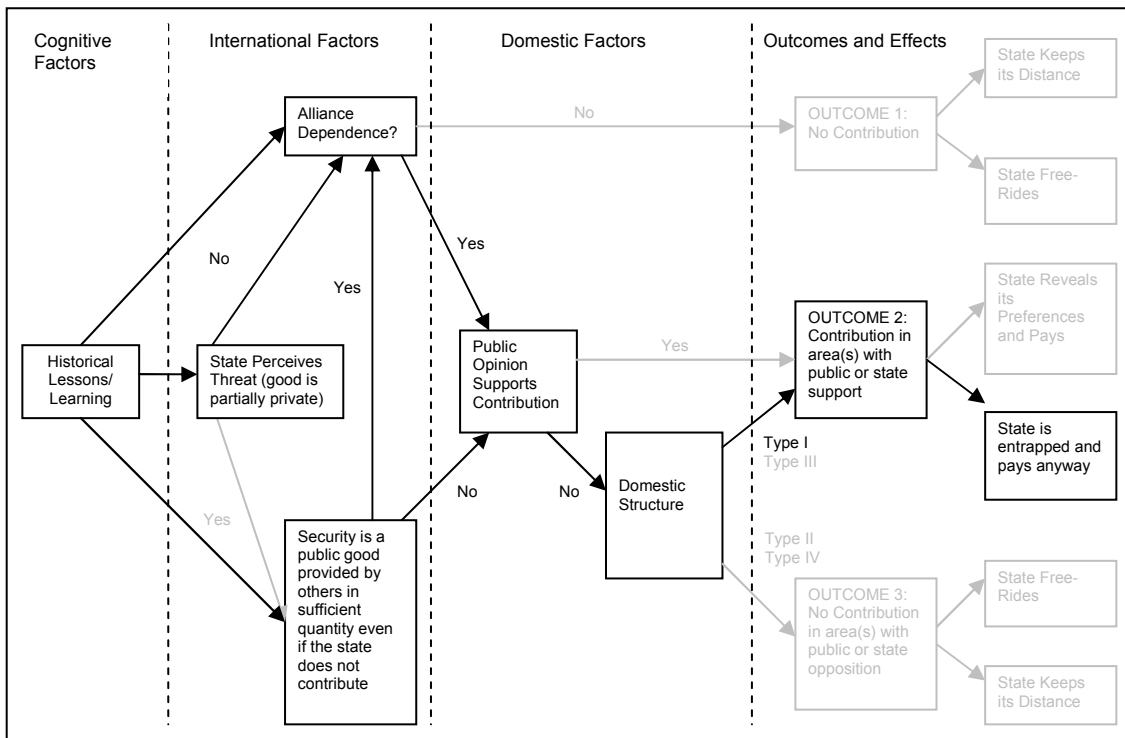 Cognitive
Factors
International Factors
Domestic Factors
Outcomes and Effects
State Keeps
its Distance
Alliance
Dependence?
No
OUTCOME 1:
No Contribution
State Free-
Rides
No
Yes
Yes
State Reveals
its
Preferences
and Pays
Historical
Lessons/
Learning
State Perceives
Threat (good is
partially private)
Public
Opinion
Supports
Contribution
Yes
OUTCOME 2:
Contribution in
area(s) with
public or state
support
State is
entrapped and
pays anyway
Type I
Type III
Yes
No
No
Domestic
Structure
Security is a
public good
provided by
others in
sufficient
quantity even
if the state
does not
contribute
Type II
Type IV
OUTCOME 3:
No Contribution
in area(s) with
public or state
opposition
State Free-
Rides
State Keeps
its Distance